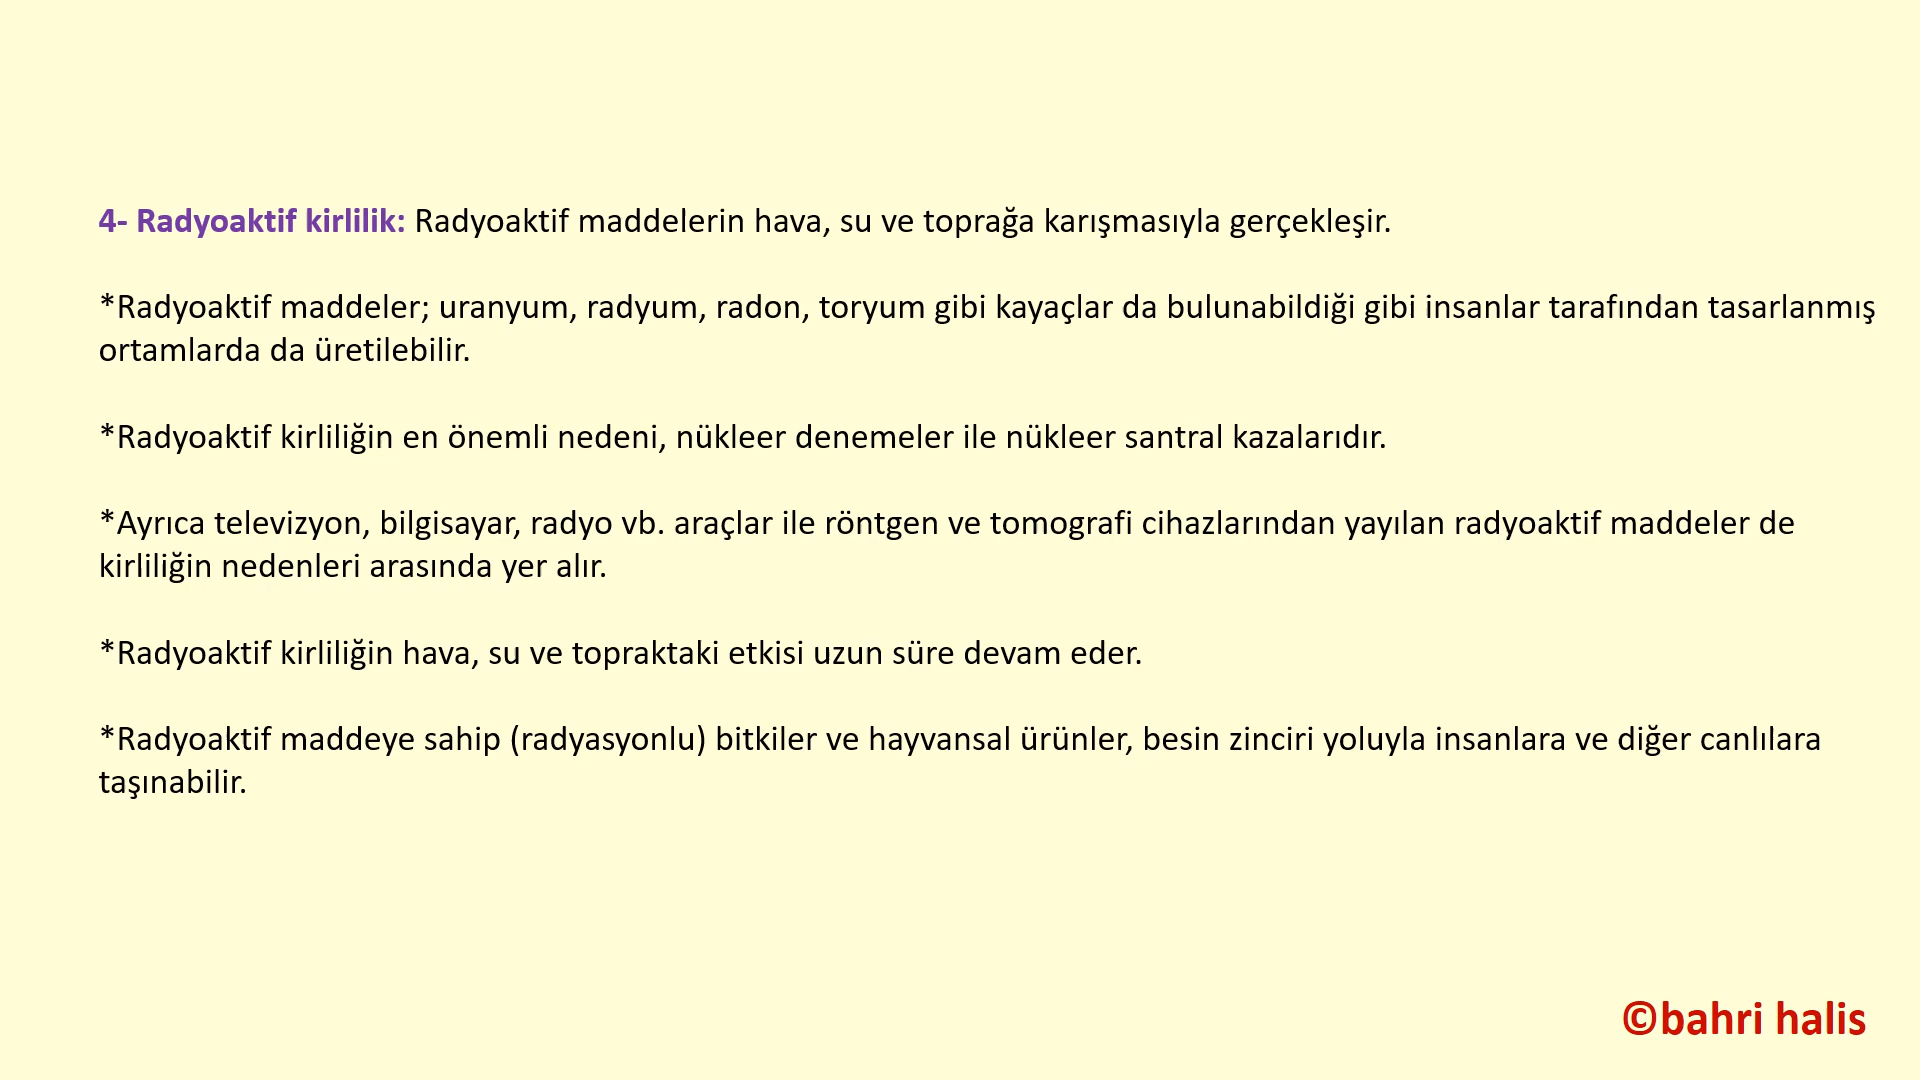 4- Radyoaktif kirlilik: Radyoaktif maddelerin hava, su ve toprağa karışmasıyla gerçekleşir.
*Radyoaktif maddeler; uranyum, radyum, radon, toryum gibi kayaçlar da bulunabildiği gibi insanlar tarafından tasarlanmış
ortamlarda da üretilebilir.
*Radyoaktif kirliliğin en önemli nedeni, nükleer denemeler ile nükleer santral kazalarıdır.
*Ayrıca televizyon, bilgisayar, radyo vb. araçlar ile röntgen ve tomografi cihazlarından yayılan radyoaktif maddeler de
kirliliğin nedenleri arasında yer alır.
*Radyoaktif kirliliğin hava, su ve topraktaki etkisi uzun süre devam eder.
*Radyoaktif maddeye sahip (radyasyonlu) bitkiler ve hayvansal ürünler, besin zinciri yoluyla insanlara ve diğer canlılara
taşınabilir.
©bahri halis